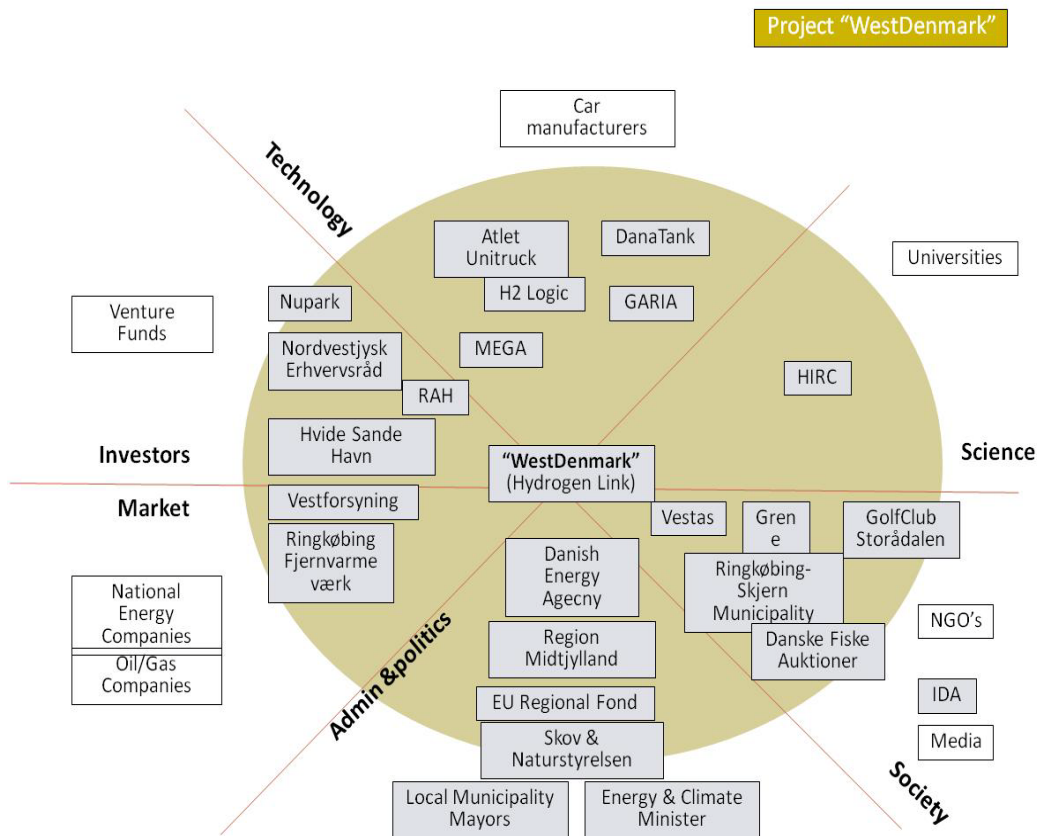 Project “WestDenmark”
Car
manufacturers
Technology
Atlet
Unitruck
DanaTank
Universities
H2 Logic
GARIA
Nupark
Venture
Funds
Nordvestjysk
Erhvervsråd
MEGA
HIRC
RAH
Hvide Sande
Havn
Investors
“WestDenmark”
(Hydrogen Link)
Science
Market
Vestforsyning
Vestas
Gren
e
GolfClub
Storådalen
Ringkøbing
Fjernvarme
værk
Danish
Energy
Agecny
Ringkøbing-
Skjern
Municipality
National
Energy
Companies
Oil/Gas
Companies
NGO’s
Region
Midtjylland
Danske Fiske
Auktioner
Admin &politics
EU Regional Fond
IDA
Skov &
Naturstyrelsen
Media
Society
Local Municipality
Mayors
Energy & Climate
Minister